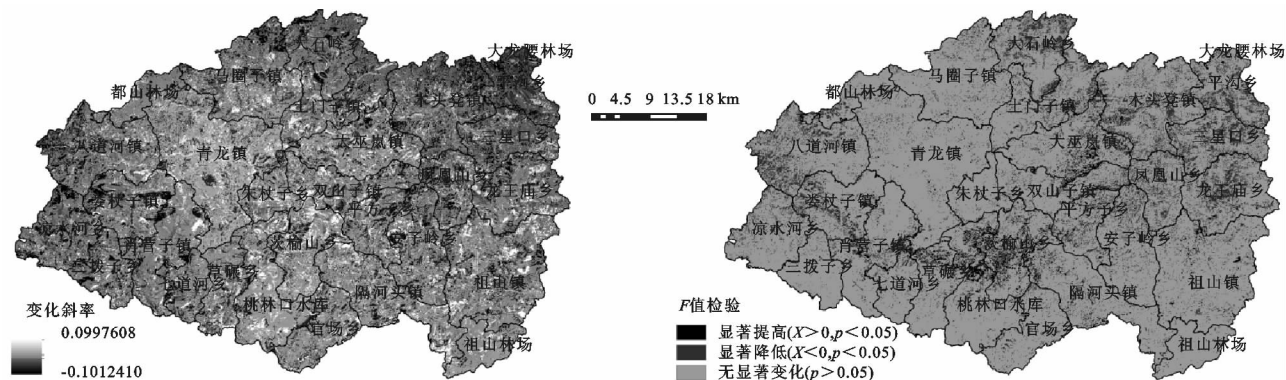 大石岭乡
大龙腰林场
马圈子镇
平沟乡
都山林场
土门子镇
木头凳镇
三里口乡
八道河镇
青龙镇
大巫岚镇
凤凰山乡
娄杖子镇
朱杖子乡
双山子镇
龙王庙乡
平方子乡
凉水河乡
肖营子镇
茨榆山乡
安子岭乡
三拨子乡
七道河乡
草碾乡
祖山镇
桃林口水库
隔河头镇
官场乡
祖山林场
变化斜率
0.0997608
-0.1012410
0 4.5 9 13.5 18 km
大石岭乡
大龙腰林场
马圈子镇
平沟乡
都山林场
土门子镇
木头凳镇
三里口乡
八道河镇
青龙镇
大巫岚镇
凤凰山乡
娄杖子镇
朱杖子乡
双山子镇
龙王庙乡
平方子乡
凉水河乡
肖营子镇
茨榆山乡
安子岭乡
三拨子乡
七道河乡
草碾乡
祖山镇
桃林口水库
隔河头镇
官场乡
祖山林场
F值检验
显著提高(X>0,p<0.05)
显著降低(X<0,p<0.05)
无显著变化(p>0.05)